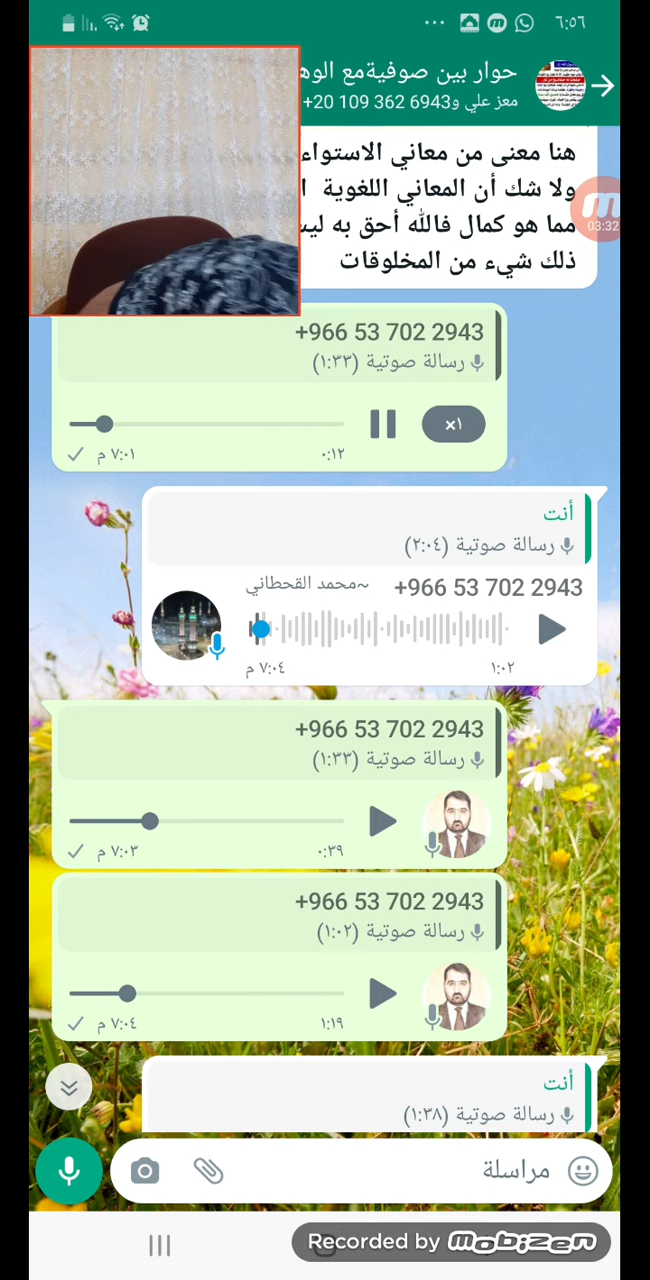 ٦:٥٦
حوار بين صوفيةمع الوه
معز علي و⁦+20 109 362 6943⁩
هنا معنى من معاني الاستواء
ولا شك أن المعاني اللغوية ا
مما هو كمال فالله أحق به ليس
ذلك شيء من المخلوقات
03:32
+966 53 702 2943
رسالة صوتية (١:٣٣)
×١
٠:١٢
٧:٠١ م
أنت
رسالة صوتية (٢:٠٤)
+966 53 702 2943
~محمد القحطاني
١:٠٢
٧:٠٤ م
+966 53 702 2943
رسالة صوتية (١:٣٣)
٠:٣٩
٧:٠٣ م
+966 53 702 2943
رسالة صوتية (١:٠٢)
١:١٩
٧:٠٤ م
أنت
رسالة صوتية (١:٣٨)
مراسلة
Recorded by mobizen